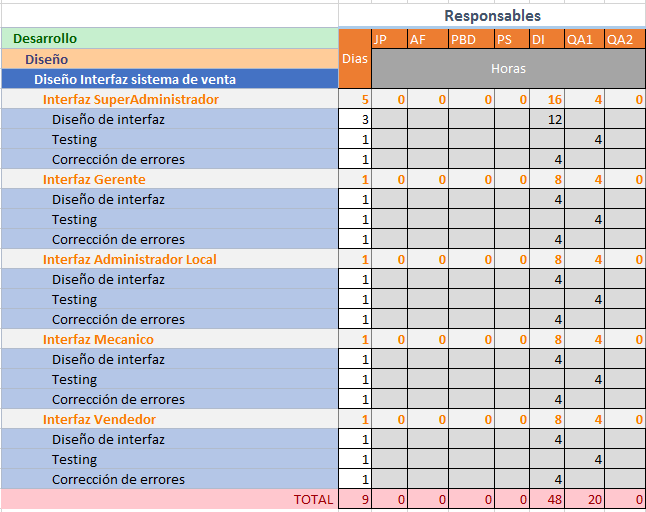 Responsables
Desarrollo Dias JP AF PBD PS DI QA1 QA2
Diseño Horas
Diseño Interfaz sistema de venta
Interfaz SuperAdministrador 5 0 0 0 0 16 4 0
Diseño de interfaz 3 12
Testing 1 4
Corrección de errores 1 4
Interfaz Gerente 1 0 0 0 0 8 4 0
Diseño de interfaz 1 4
Testing 1 4
Corrección de errores 1 4
Interfaz Administrador Local 1 0 0 0 0 8 4 0
Diseño de interfaz 1 4
Testing 1 4
Corrección de errores 1 4
Interfaz Mecanico 1 0 0 0 0 8 4 0
Diseño de interfaz 1 4
Testing 1 4
Corrección de errores 1 4
Interfaz Vendedor 1 0 0 0 0 8 4 0
Diseño de interfaz 1 4
Testing 1 4
Corrección de errores 1 4
TOTAL 9 0 0 0 0 48 20 0